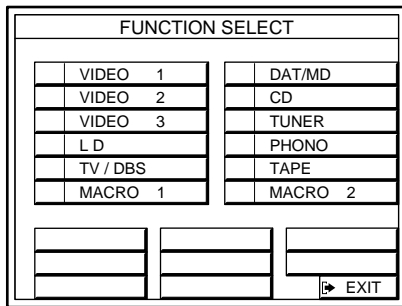 FUNCTION SELECT
VIDEO 1
VIDEO 2
VIDEO 3
L D
TV / DBS
MACRO 1
DAT/MD
CD
TUNER
PHONO
TAPE
MACRO 2
EXIT